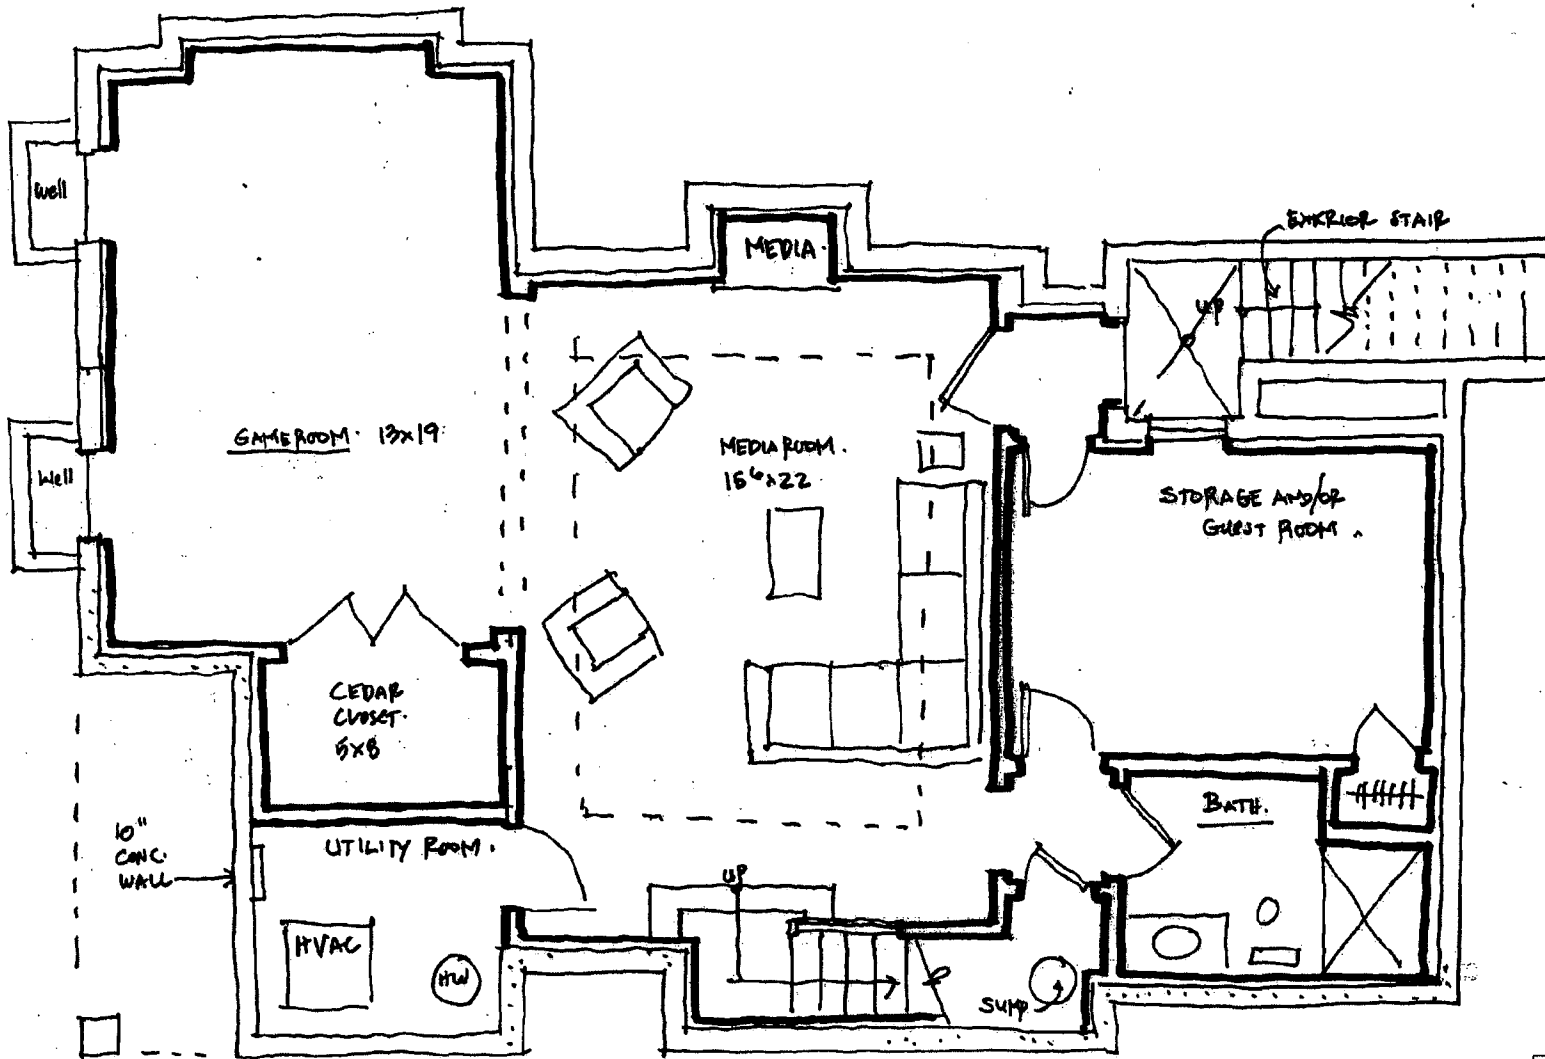 Well
MEDIA.
EXTERIOR STAIR
UP
GAMEROOM. 13x19
MEDIA ROOM.
15⁶x22
Well
STORAGE AND/OR
GUEST ROOM.
CEDAR
CLOSET.
5x8
BATH.
10"
CONC.
WALL
UTILITY ROOM.
UP
HVAC
HW
SUMP